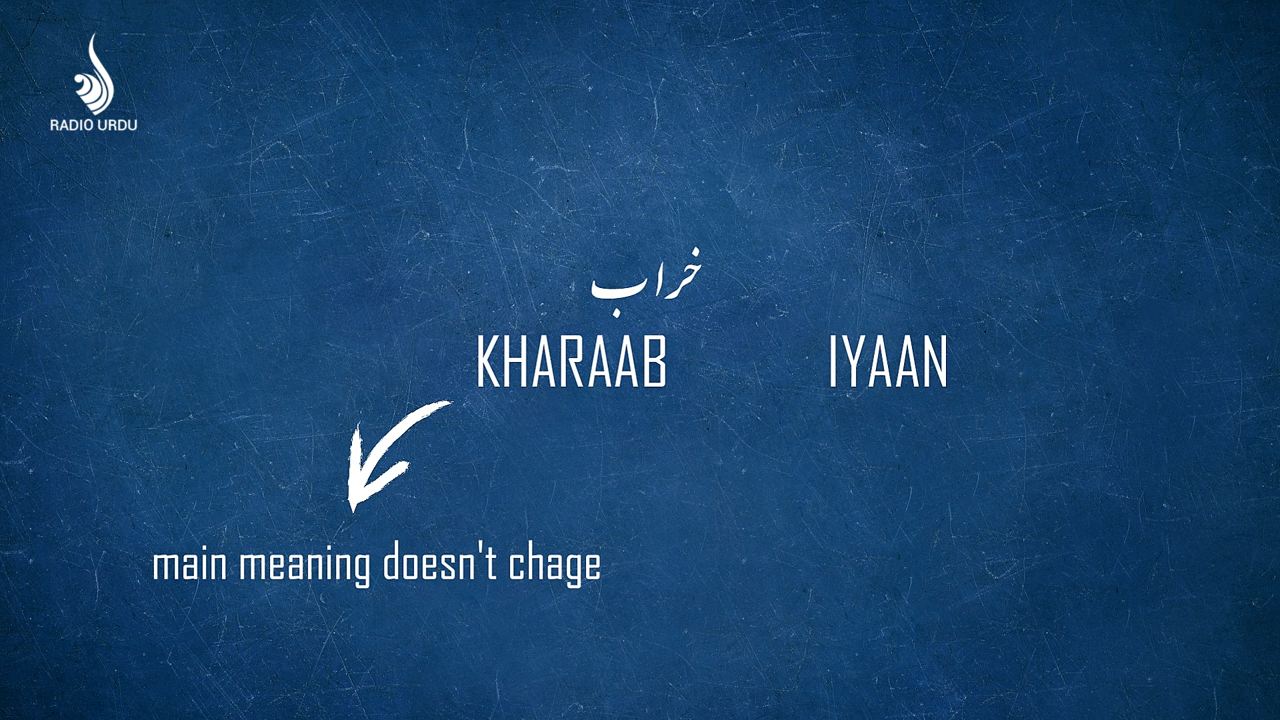 RADIO URDU
خراب
KHARAAB IYAAN
main meaning doesn't chage